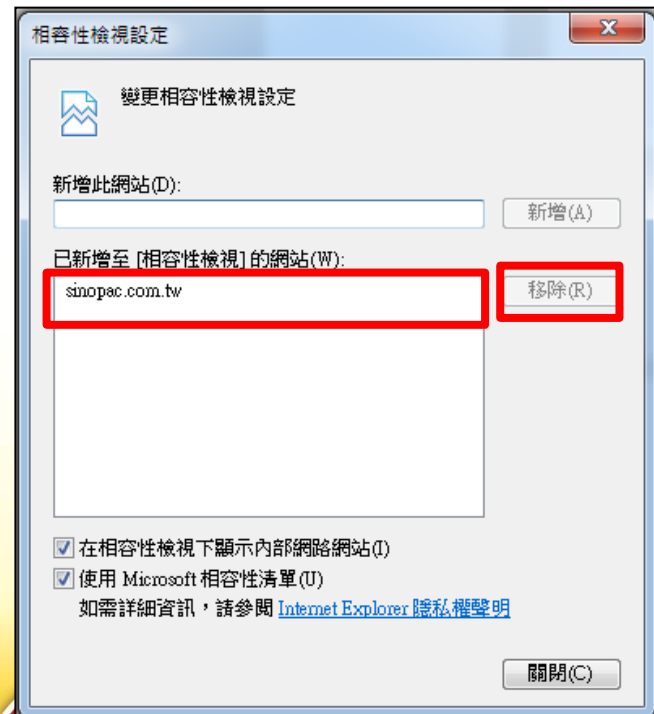 相容性檢視設定
變更相容性檢視設定
新增此網站(D):
新增(A)
已新增至 [相容性檢視] 的網站(W):
sinopac.com.tw
移除(R)
在相容性檢視下顯示內部網路網站(I)
使用 Microsoft 相容性清單(U)
如需詳細資訊，請參閱 Internet Explorer 隱私權聲明
關閉(C)